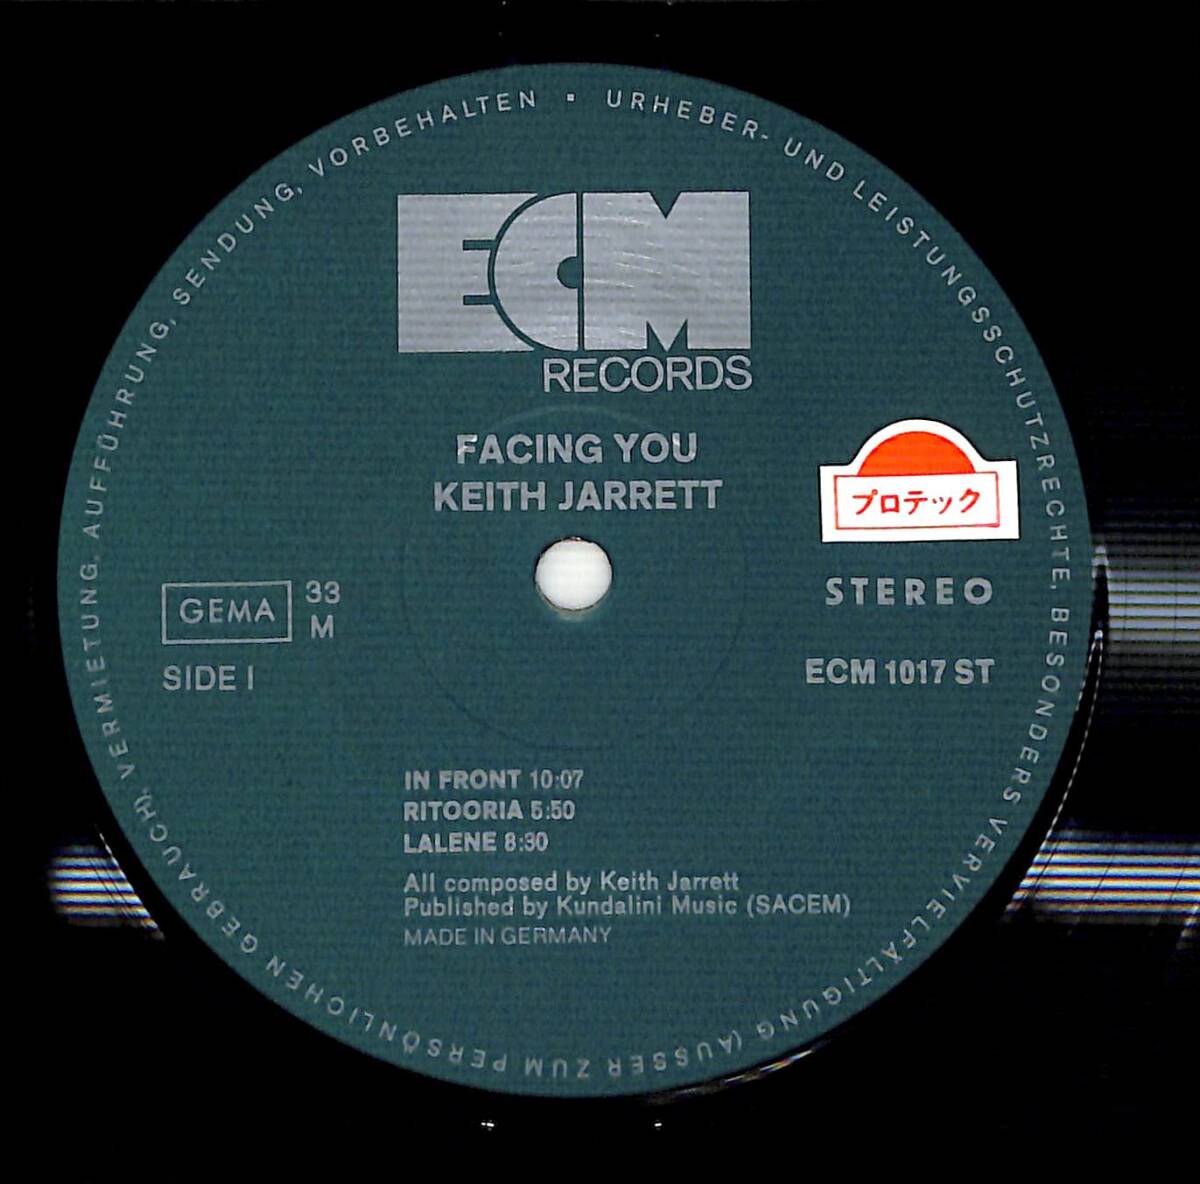 URHEBER- UND LEISTUNGSSCHUTZRECHTE, BESONDERS VERVIELFÄLTIGUNG (AUSSER ZUM PERSÖNLICHEN GEBRAUCH), VERMIETUNG, AUFFÜHRUNG, SENDUNG, VORBEHALTEN ·
ECM
RECORDS
FACING YOU
KEITH JARRETT
プロテック
GEMA
33
M
STEREO
SIDE I
ECM 1017 ST
IN FRONT 10:07
RITOORIA 5:50
LALENE 8:30
All composed by Keith Jarrett
Published by Kundalini Music (SACEM)
MADE IN GERMANY